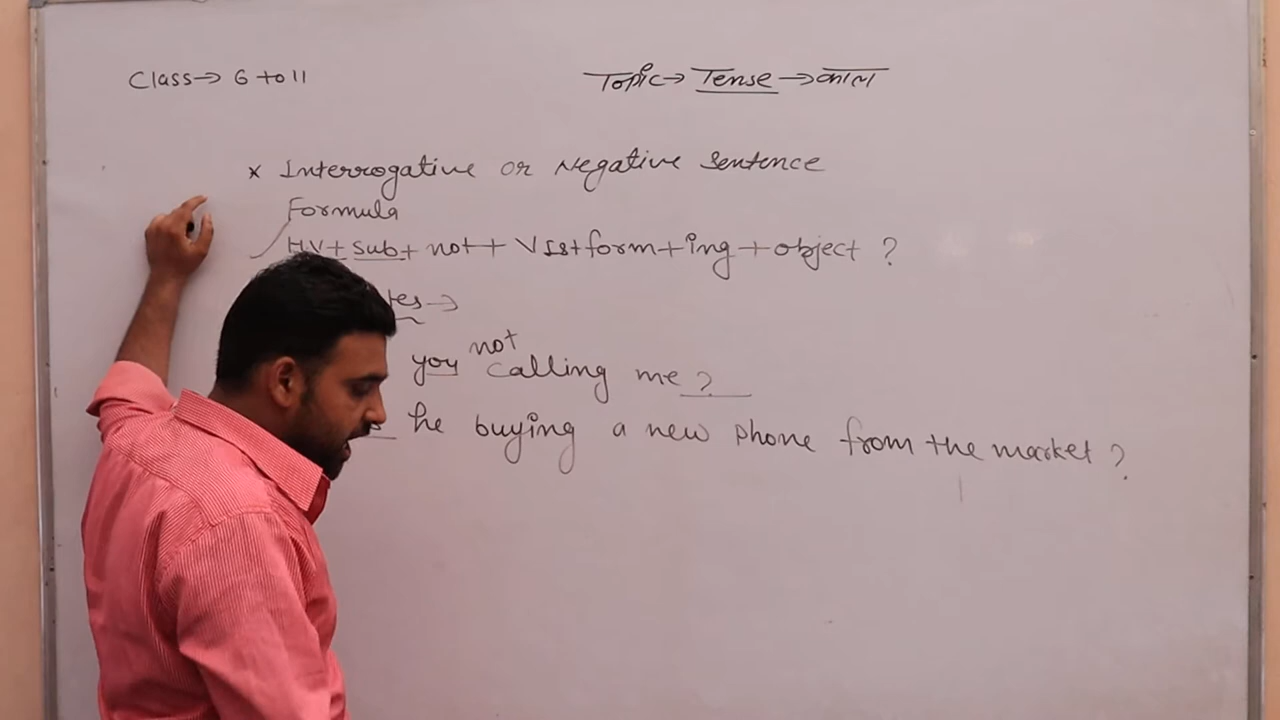 Class→ 6 to 11
Topic→ Tense →काल
× Interrogative or Negative Sentence
Formula
HV + Sub + not + V Ist form + ing + object ?
you not calling me ?
he buying a new phone from the market ?